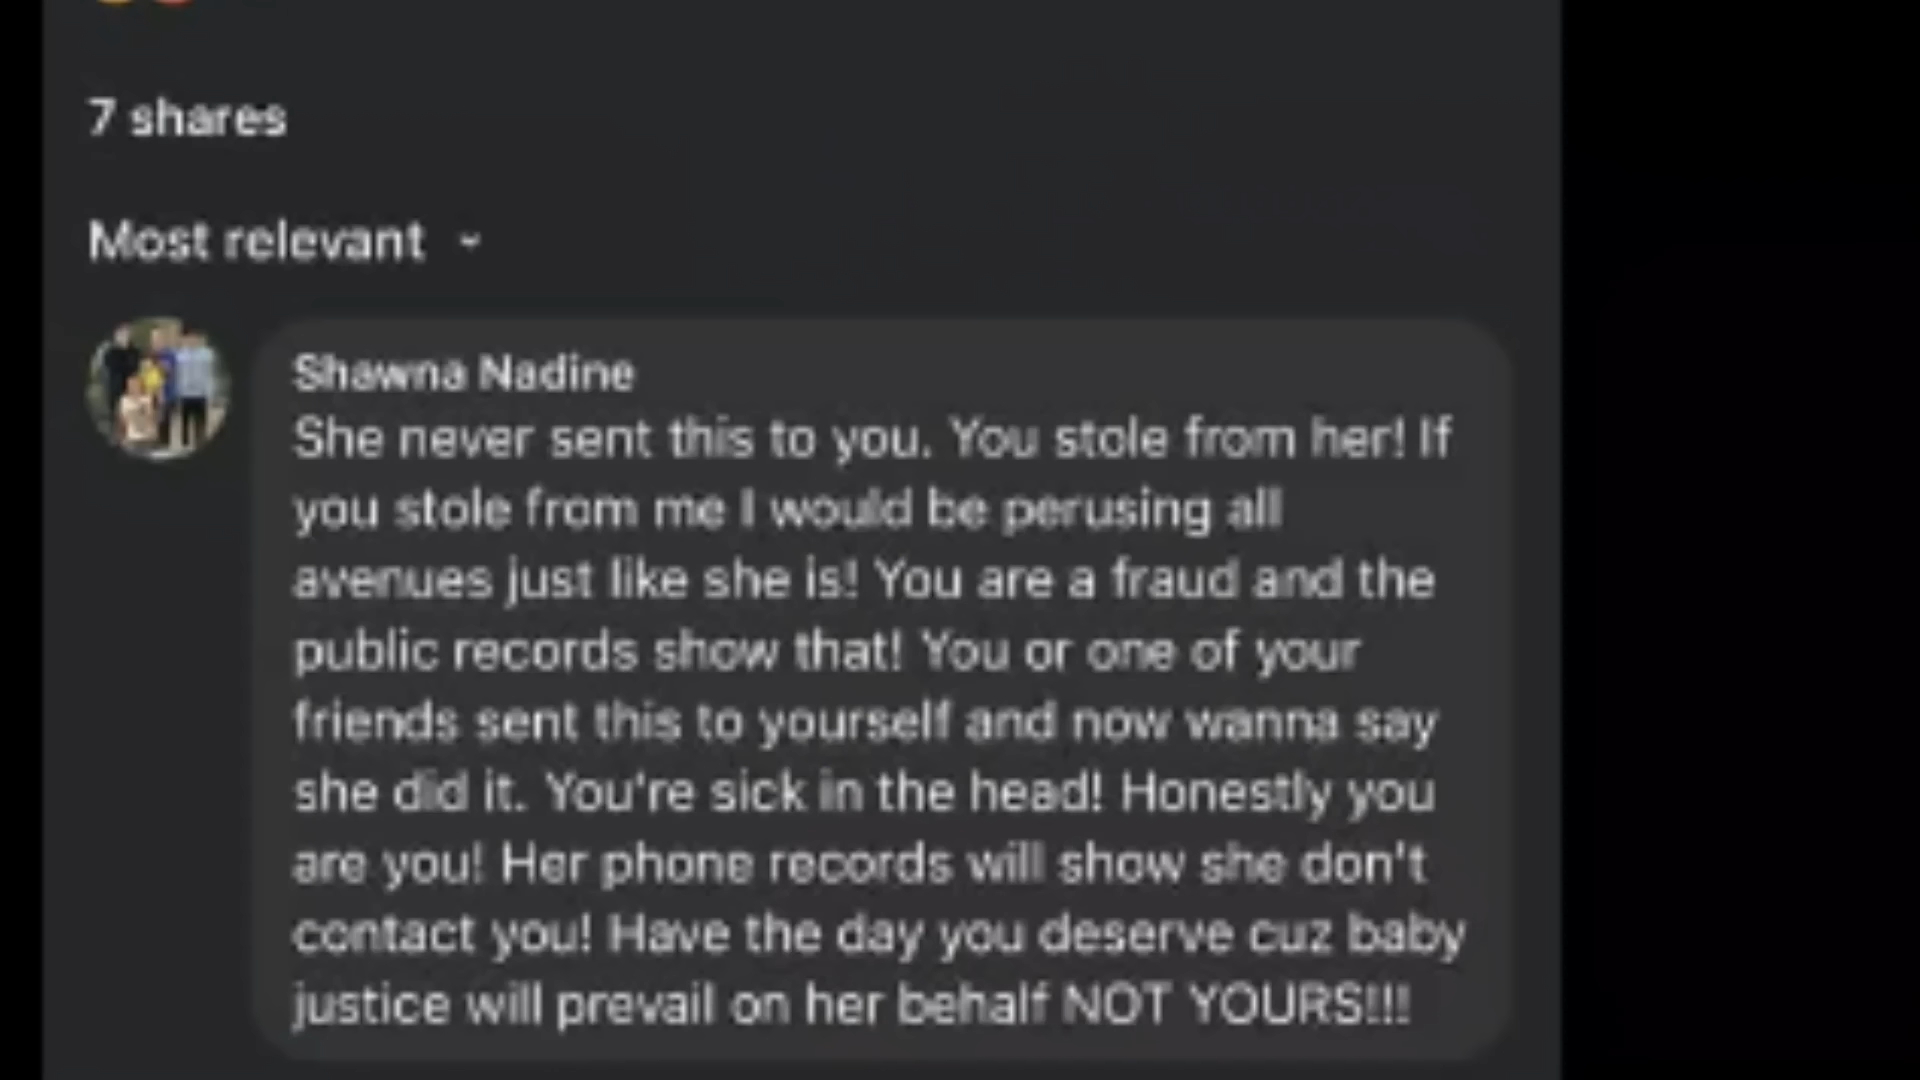 7 shares
Most relevant
Shawna Nadine
She never sent this to you. You stole from her! If
you stole from me I would be perusing all
avenues just like she is! You are a fraud and the
public records show that! You or one of your
friends sent this to yourself and now wanna say
she did it. You're sick in the head! Honestly you
are you! Her phone records will show she don't
contact you! Have the day you deserve cuz baby
justice will prevail on her behalf NOT YOURS!!!